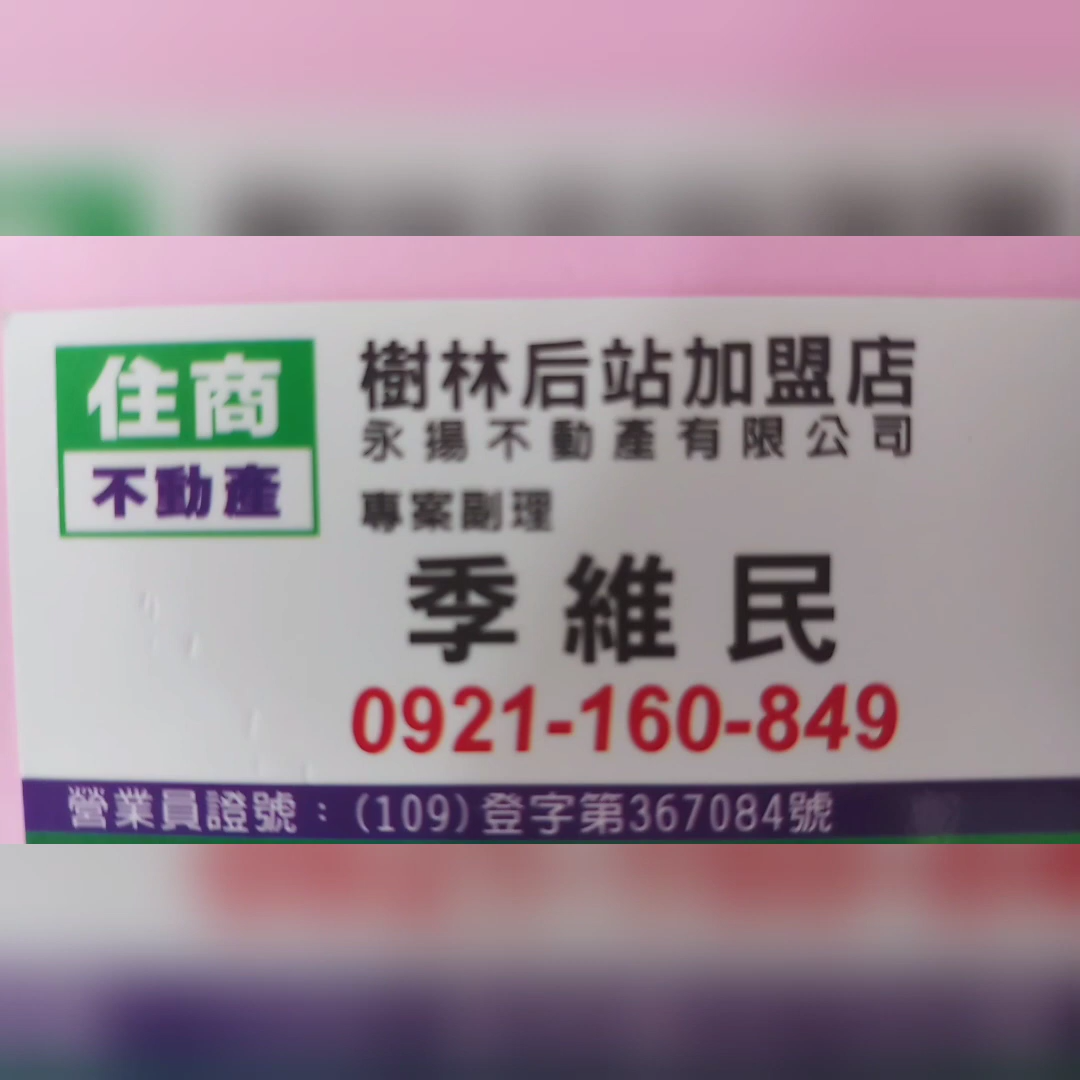 住商
不動產
樹林后站加盟店
永揚不動產有限公司
專案副理
季維民
0921-160-849
營業員證號：(109)登字第367084號